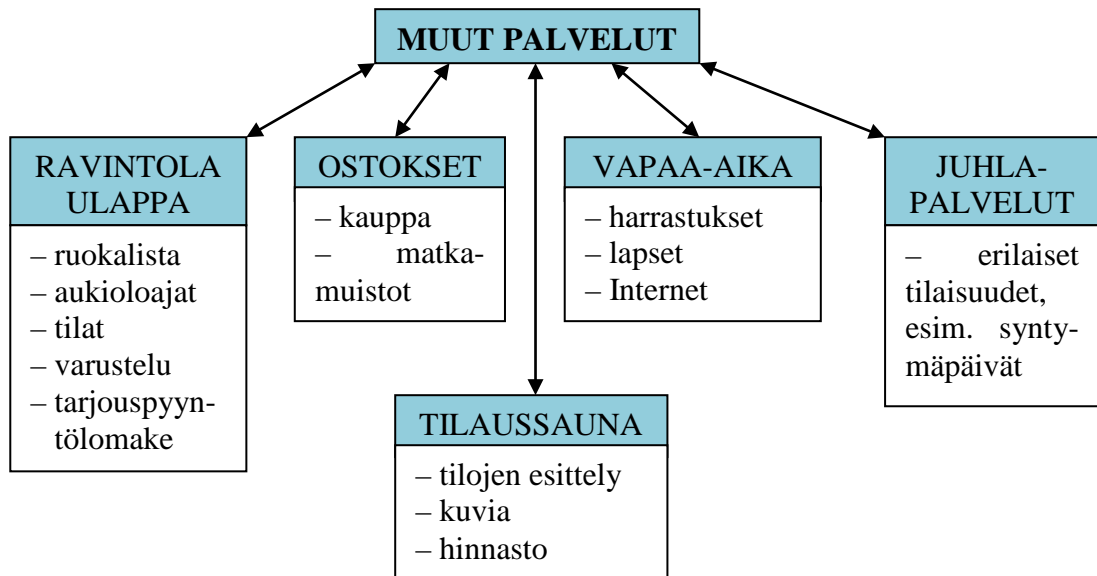 MUUT PALVELUT
RAVINTOLA
ULAPPA
– ruokalista
– aukioloajat
– tilat
– varustelu
– tarjouspyyn-
tölomake
OSTOKSET
– kauppa
– matka-
muistot
TILAUSSAUNA
– tilojen esittely
– kuvia
– hinnasto
VAPAA-AIKA
– harrastukset
– lapset
– Internet
JUHLA-
PALVELUT
– erilaiset
tilaisuudet,
esim. synty-
mäpäivät